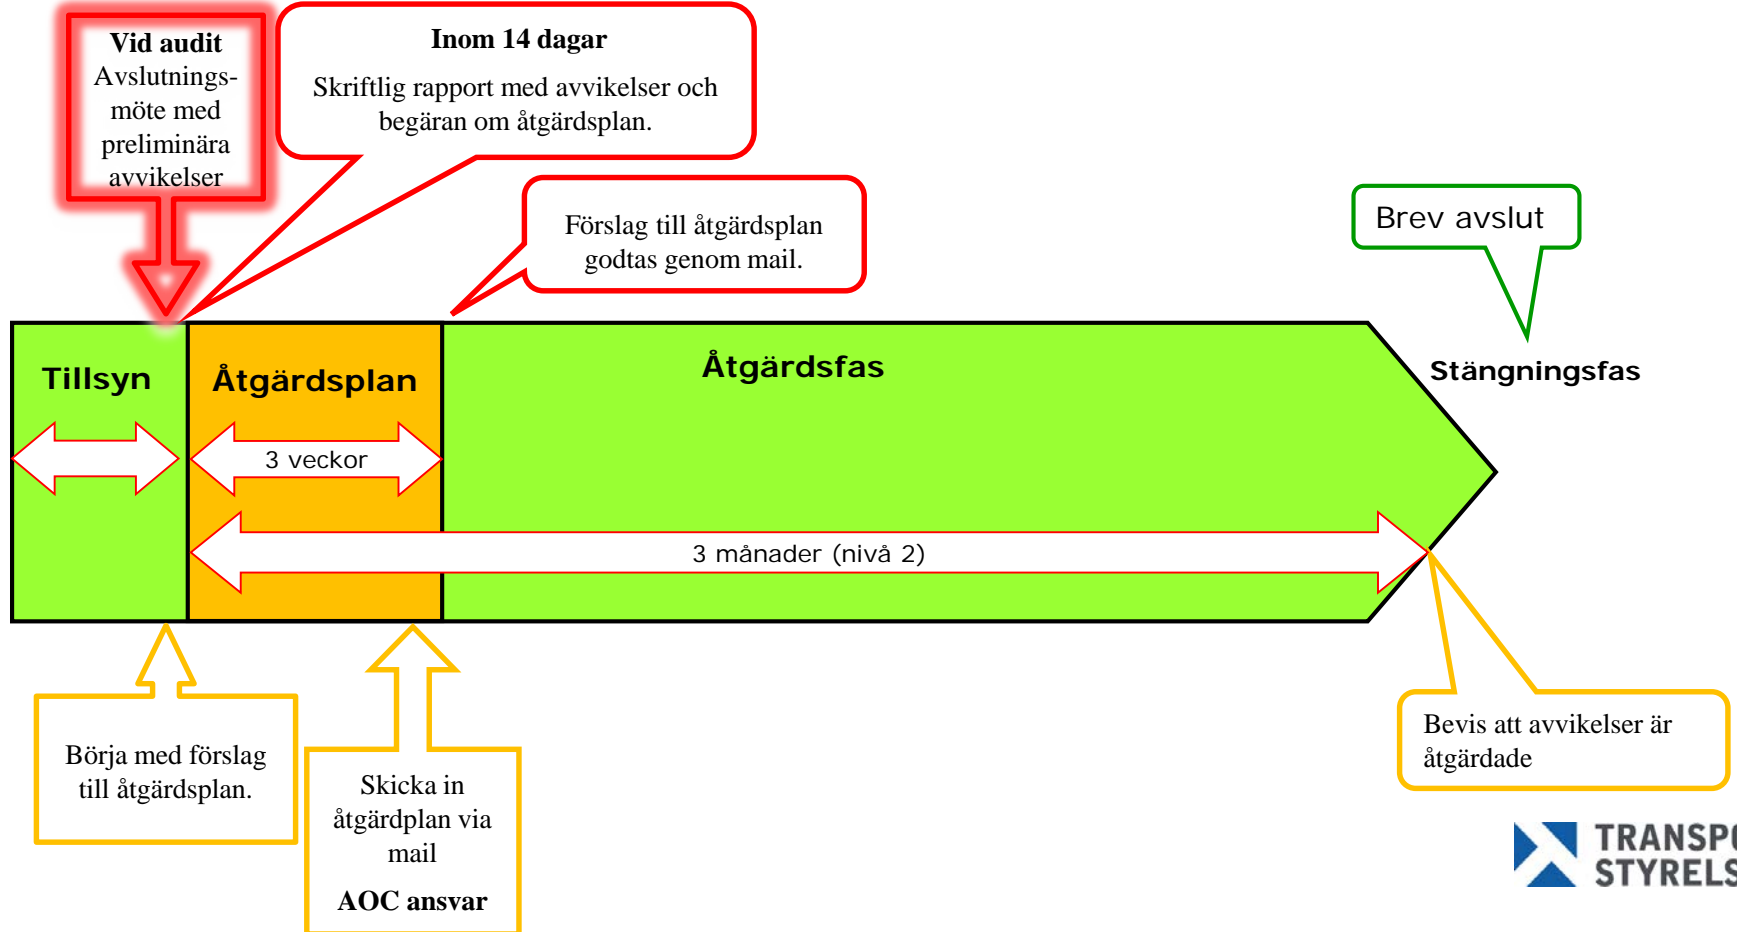 Vid audit
Avslutnings-
möte med
preliminära
avvikelser
Inom 14 dagar
Skriftlig rapport med avvikelser och
begäran om åtgärdsplan.
Förslag till åtgärdsplan
godtas genom mail.
Brev avslut
Tillsyn
Åtgärdsplan
Åtgärdsfas
Stängningsfas
3 veckor
3 månader (nivå 2)
Börja med förslag
till åtgärdsplan.
Skicka in
åtgärdplan via
mail
AOC ansvar
Bevis att avvikelser är
åtgärdade
TRANSPO
STYRELS